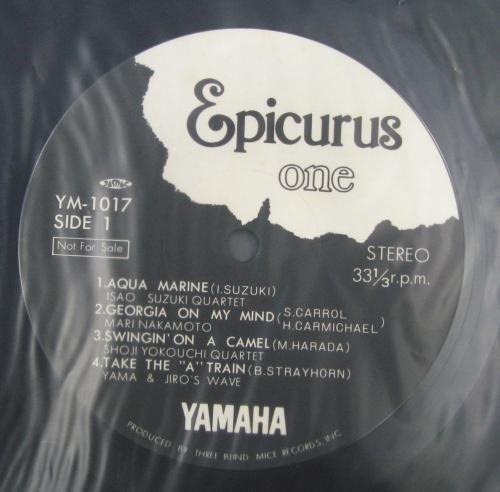 Epicurus
one
JASRAC
YM-1017
SIDE 1
Not For Sale
STEREO
33⅓r.p.m.
1.AQUA MARINE(I.SUZUKI)
ISAO SUZUKI QUARTET
2.GEORGIA ON MY MIND(S.CARROL
MARI NAKAMOTO H.CARMICHAEL)
3.SWINGIN' ON A CAMEL(M.HARADA)
SHOJI YOKOUCHI QUARTET
4.TAKE THE "A" TRAIN(B.STRAYHORN)
YAMA & JIRO'S WAVE
YAMAHA
PRODUCED BY THREE BLIND MICE RECORDS, INC.